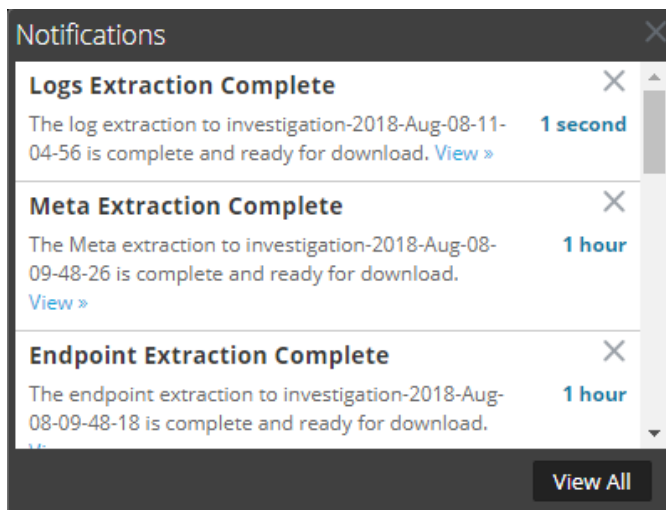 Notifications
Logs Extraction Complete
The log extraction to investigation-2018-Aug-08-11-
04-56 is complete and ready for download. View »
1 second
Meta Extraction Complete
The Meta extraction to investigation-2018-Aug-08-
09-48-26 is complete and ready for download.
View »
1 hour
Endpoint Extraction Complete
The endpoint extraction to investigation-2018-Aug-
08-09-48-18 is complete and ready for download.
1 hour
View All